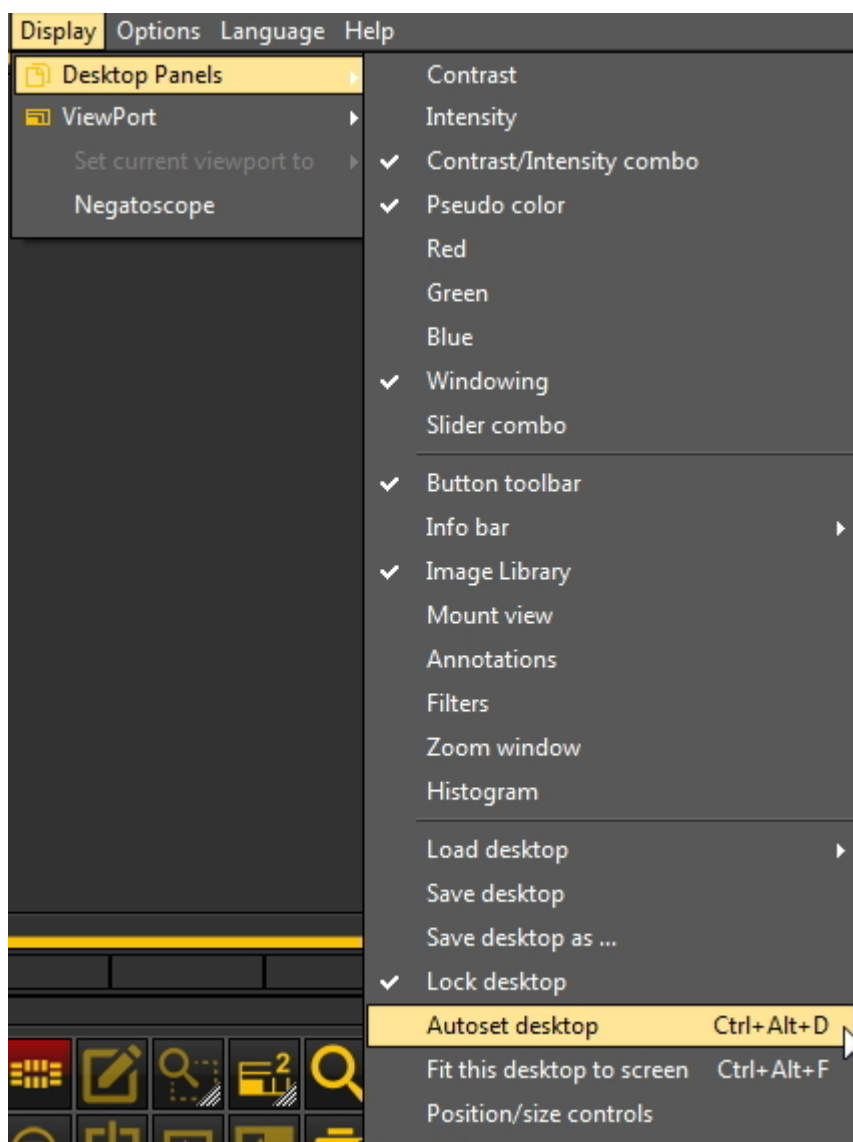 Display Options Language Help
Desktop Panels
ViewPort
Set current viewport to
Negatoscope
Contrast
Intensity
Contrast/Intensity combo
Pseudo color
Red
Green
Blue
Windowing
Slider combo
Button toolbar
Info bar
Image Library
Mount view
Annotations
Filters
Zoom window
Histogram
Load desktop
Save desktop
Save desktop as ...
Lock desktop
Autoset desktop Ctrl+Alt+D
Fit this desktop to screen Ctrl+Alt+F
Position/size controls
2